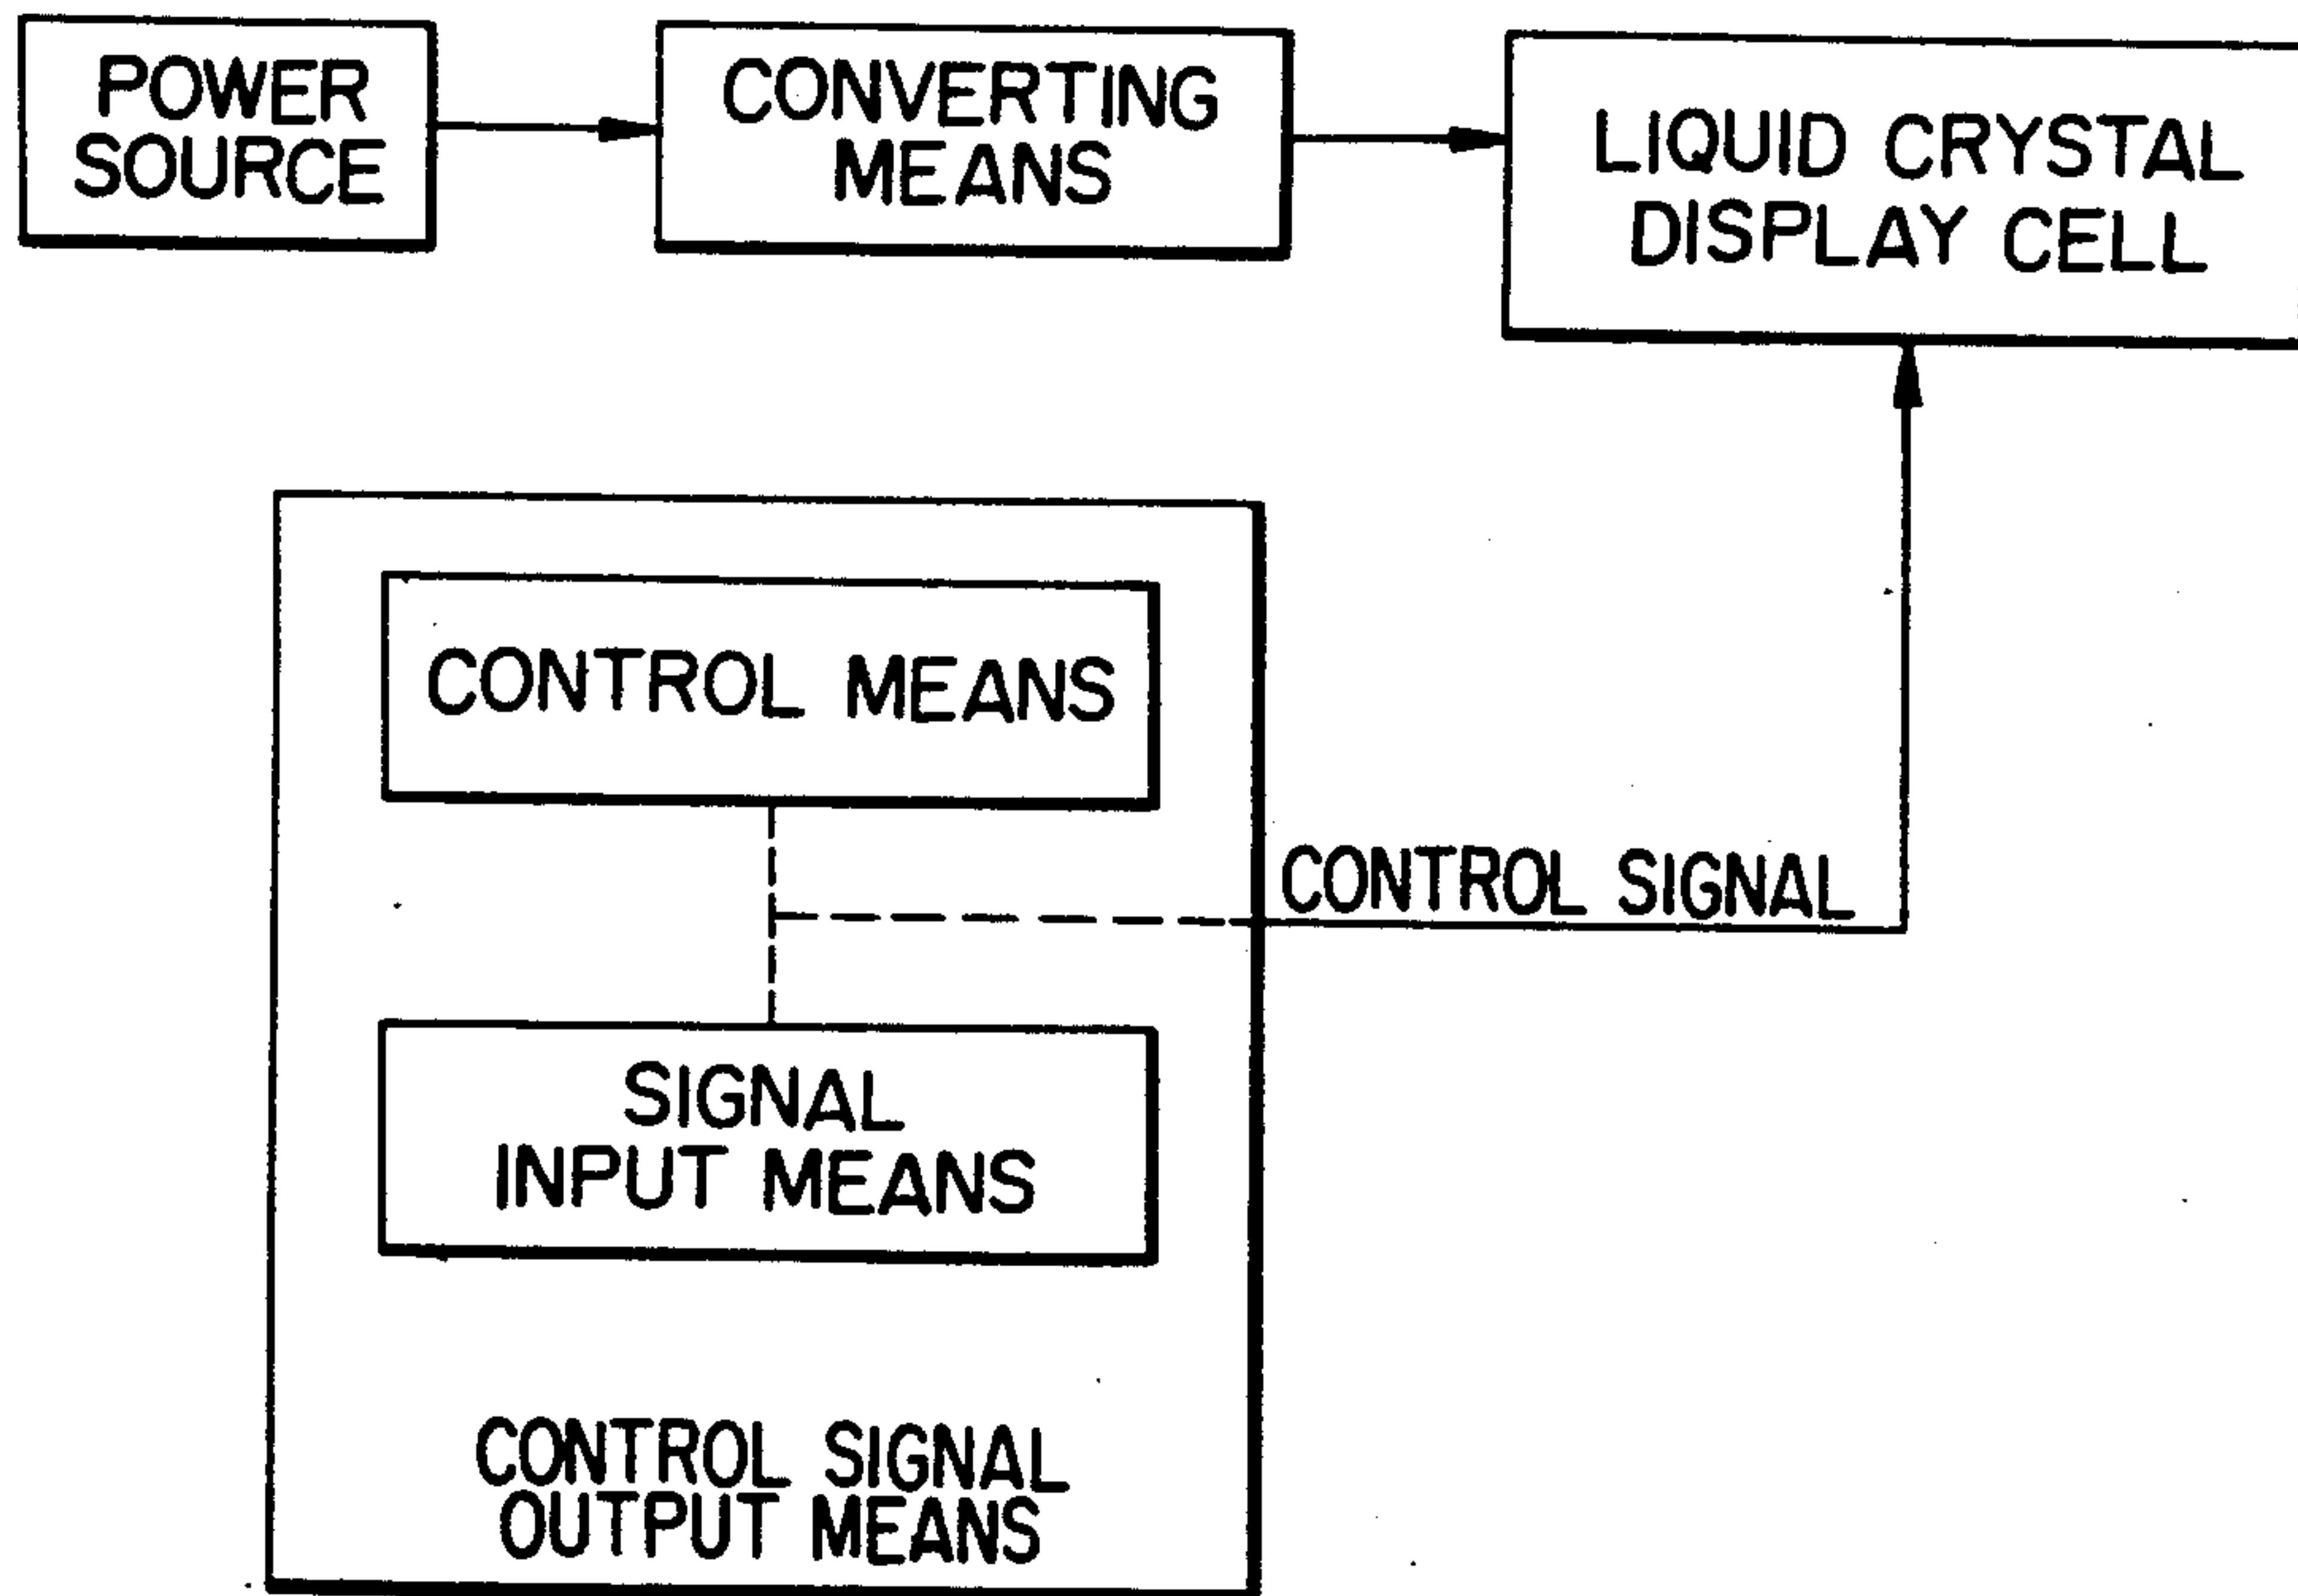 POWER
SOURCE
CONVERTING
MEANS
LIQUID CRYSTAL
DISPLAY CELL
CONTROL MEANS
CONTROL SIGNAL
SIGNAL
INPUT MEANS
CONTROL SIGNAL
OUTPUT MEANS